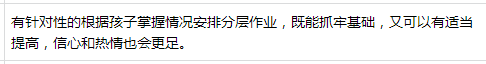 有针对性的根据孩子掌握情况安排分层作业，既能抓牢基础，又可以有适当
提高，信心和热情也会更足。